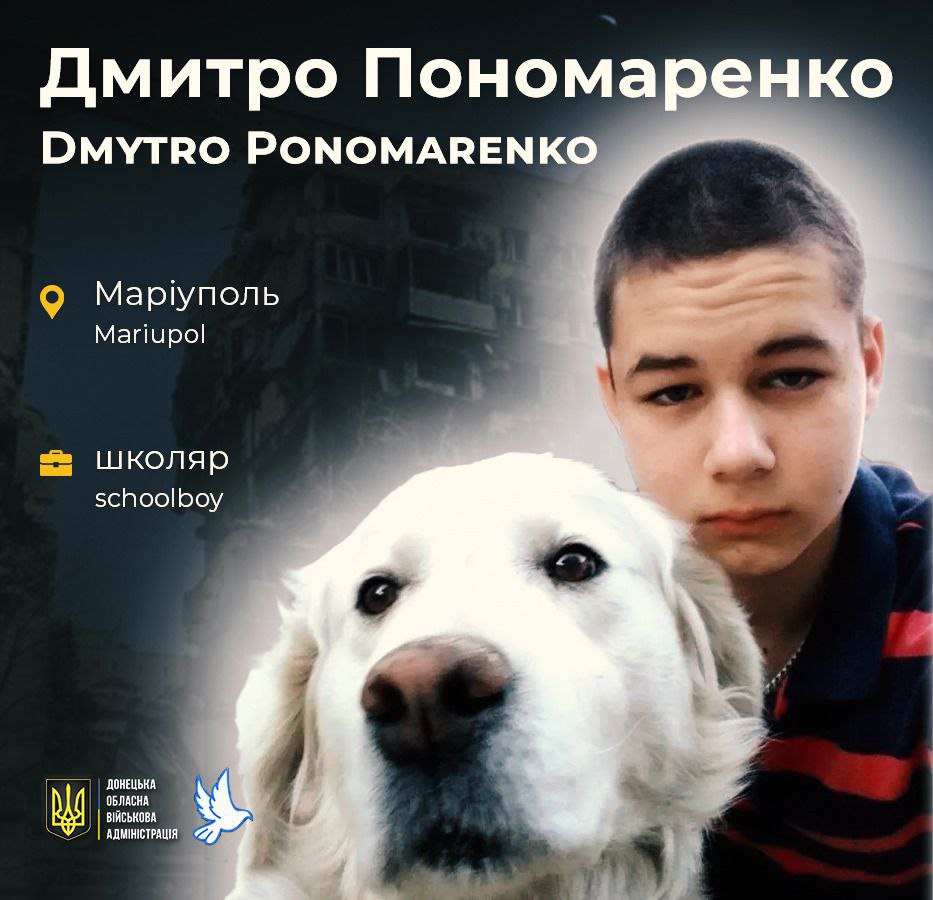 Дмитро Пономаренко
Dmytro Ponomarenko
Маріуполь
Mariupol
школяр
schoolboy
ДОНЕЦЬКА
ОБЛАСНА
ВІЙСЬКОВА
АДМІНІСТРАЦІЯ